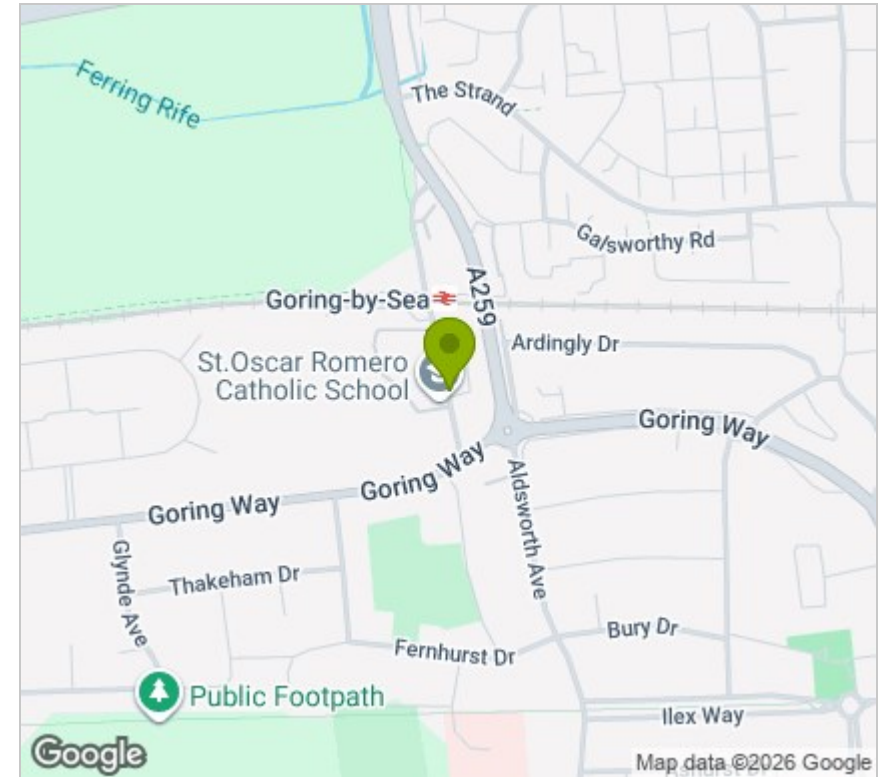 Ferring Rife
The Strand
Galsworthy Rd
Goring-by-Sea
A259
Ardingly Dr
St.Oscar Romero
Catholic School
Goring Way
Goring Way
Goring Way
Aldsworth Ave
Glynde Ave
Thakeham Dr
Bury Dr
Fernhurst Dr
Public Footpath
Ilex Way
Google
Map data ©2026 Google